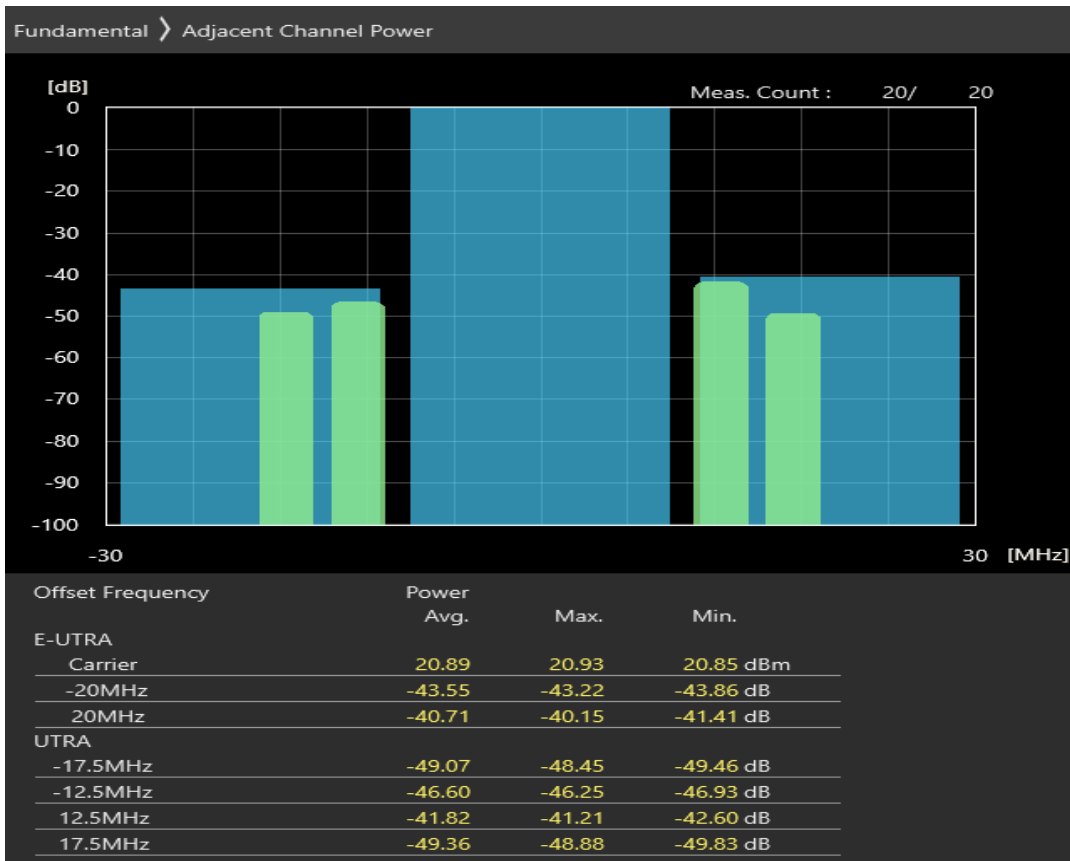 Fundamental 〉 Adjacent Channel Power
[dB]
Meas. Count : 20/ 20
0
-10
-20
-30
-40
-50
-60
-70
-80
-90
-100
-30 30 [MHz]
Offset Frequency Power
Avg. Max. Min.
E-UTRA
Carrier 20.89 20.93 20.85 dBm
-20MHz -43.55 -43.22 -43.86 dB
20MHz -40.71 -40.15 -41.41 dB
UTRA
-17.5MHz -49.07 -48.45 -49.46 dB
-12.5MHz -46.60 -46.25 -46.93 dB
12.5MHz -41.82 -41.21 -42.60 dB
17.5MHz -49.36 -48.88 -49.83 dB